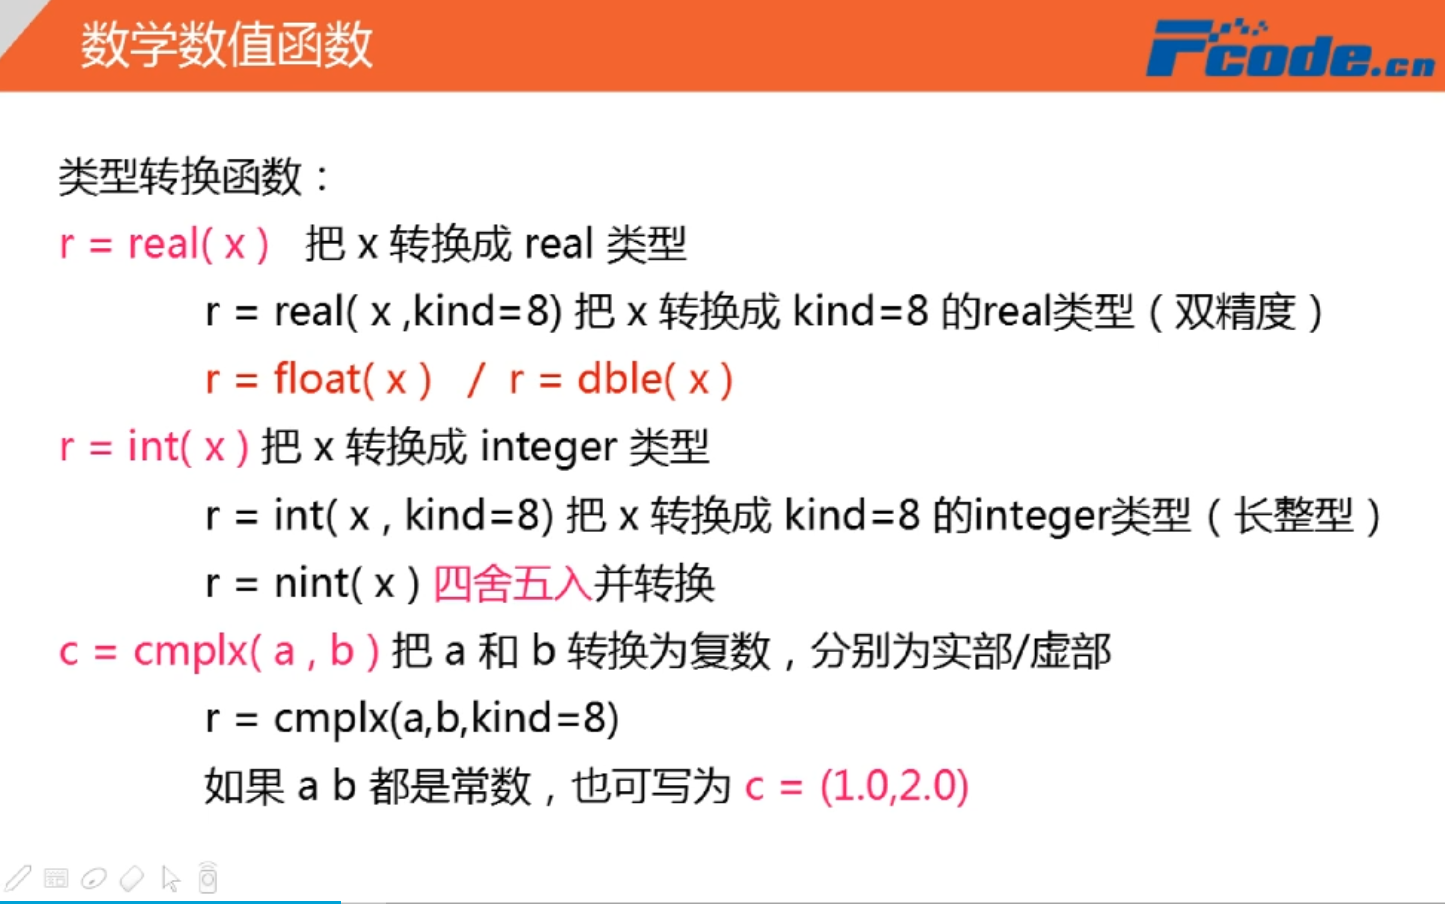 数学数值函数
Fcode.cn
类型转换函数：
r = real( x ) 把 x 转换成 real 类型
r = real( x ,kind=8) 把 x 转换成 kind=8 的real类型（双精度）
r = float( x ) / r = dble( x )
r = int( x ) 把 x 转换成 integer 类型
r = int( x , kind=8) 把 x 转换成 kind=8 的integer类型（长整型）
r = nint( x ) 四舍五入并转换
c = cmplx( a , b ) 把 a 和 b 转换为复数，分别为实部/虚部
r = cmplx(a,b,kind=8)
如果 a b 都是常数，也可写为 c = (1.0,2.0)